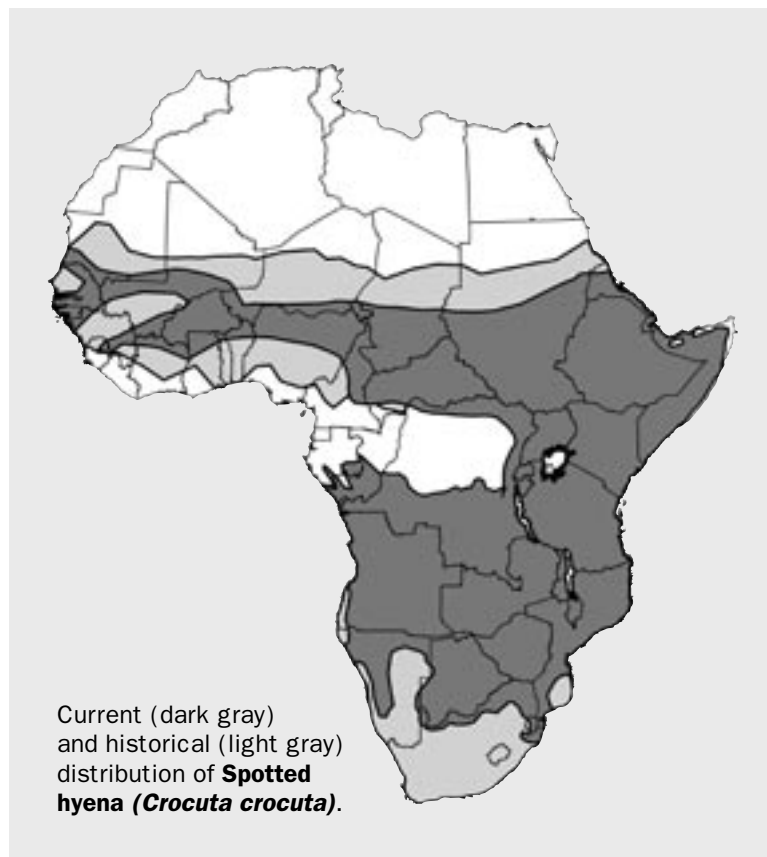 Current (dark gray)
and historical (light gray)
distribution of Spotted
hyena (Crocuta crocuta).